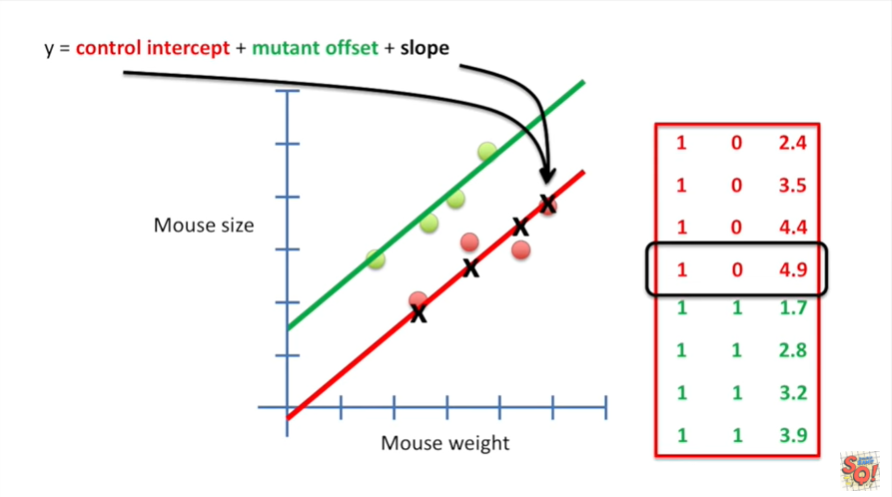 y = control intercept + mutant offset + slope
Mouse size
Mouse weight
1 0 2.4
1 0 3.5
1 0 4.4
1 0 4.9
1 1 1.7
1 1 2.8
1 1 3.2
1 1 3.9
X
X
X
X
SQ!